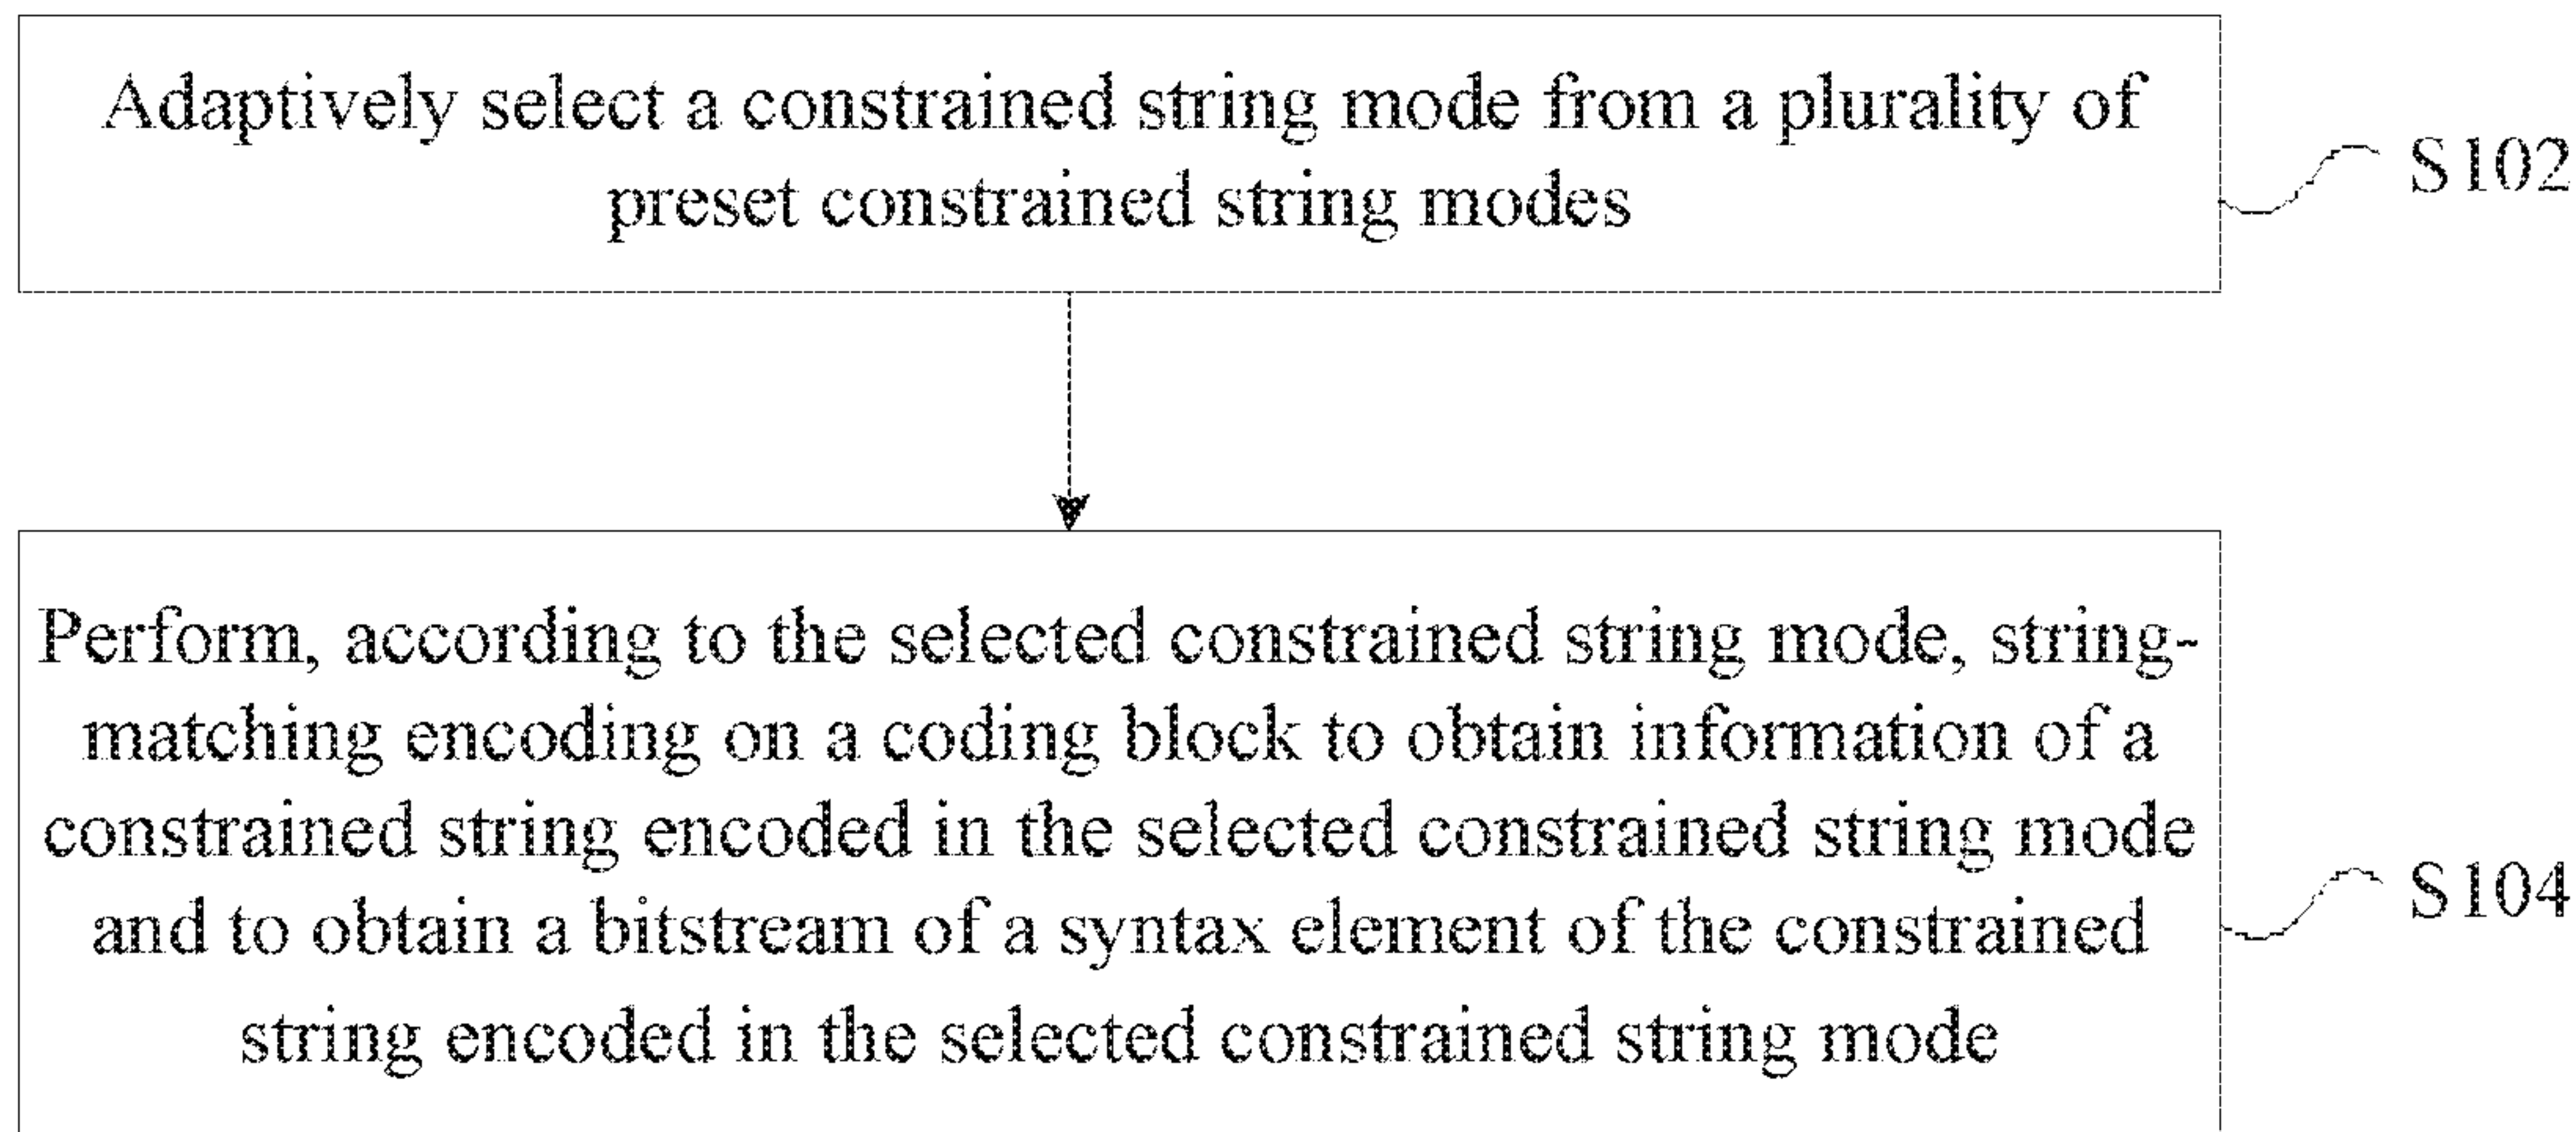 Adaptively select a constrained string mode from a plurality of
preset constrained string modes
S102
Perform, according to the selected constrained string mode, string-
matching encoding on a coding block to obtain information of a
constrained string encoded in the selected constrained string mode
and to obtain a bitstream of a syntax element of the constrained
string encoded in the selected constrained string mode
S104